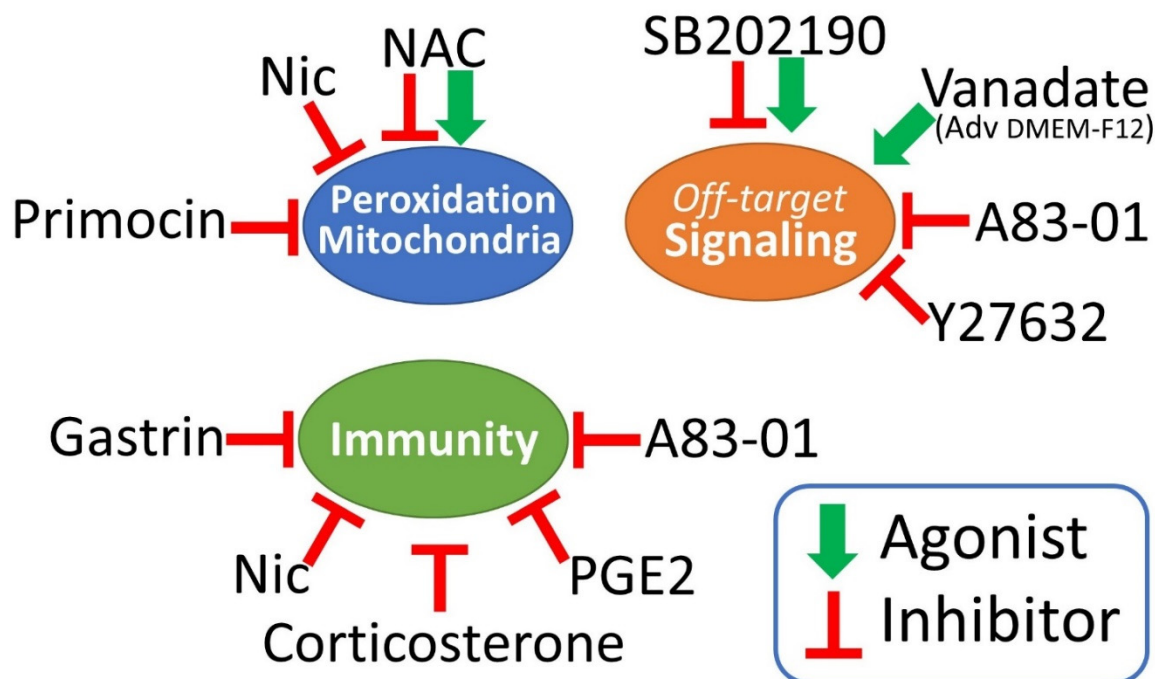 Nic
NAC
Primocin
Peroxidation
Mitochondria
SB202190
Vanadate
(Adv DMEM-F12)
Off-target
Signaling
A83-01
Y27632
Gastrin
Immunity
A83-01
Nic
PGE2
Corticosterone
Agonist
Inhibitor